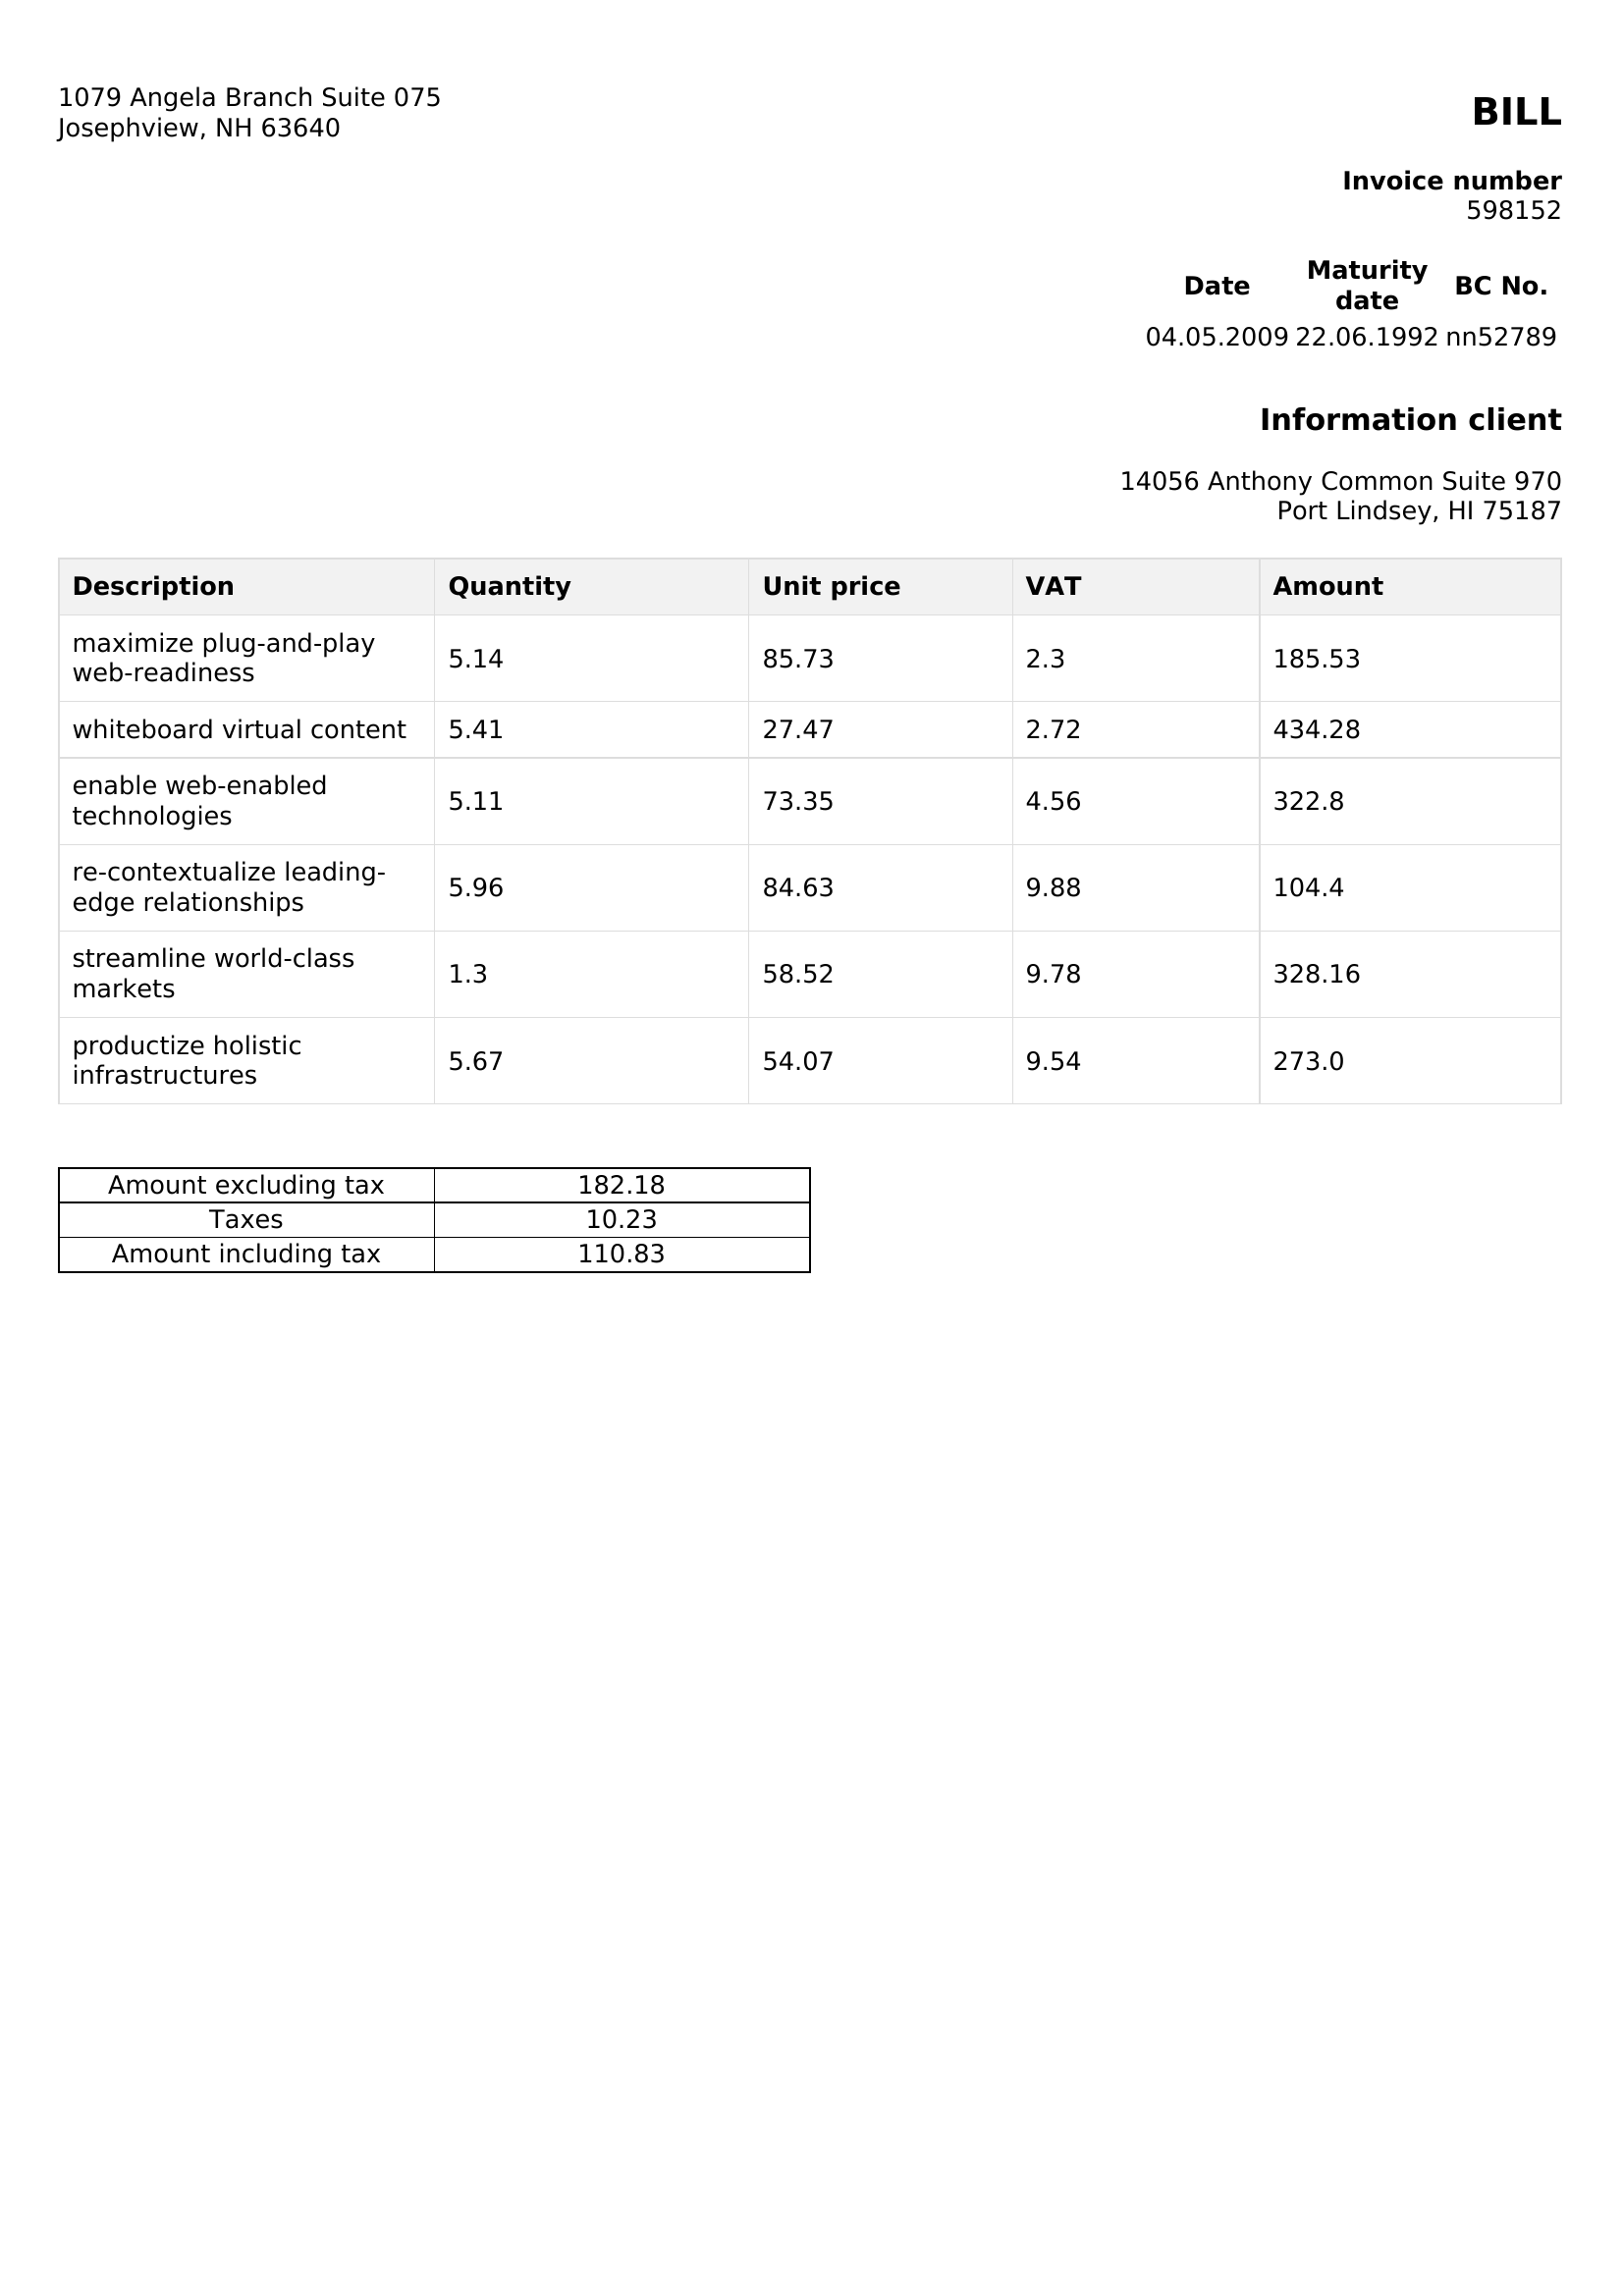 1079 Angela Branch Suite 075
Josephview, NH 63640
BILL
Invoice number
598152
Date Maturity date BC No.
04.05.2009 22.06.1992 nn52789
Information client
14056 Anthony Common Suite 970
Port Lindsey, HI 75187
Description Quantity Unit price VAT Amount
maximize plug-and-play
web-readiness 5.14 85.73 2.3 185.53
whiteboard virtual content 5.41 27.47 2.72 434.28
enable web-enabled
technologies 5.11 73.35 4.56 322.8
re-contextualize leading-
edge relationships 5.96 84.63 9.88 104.4
streamline world-class
markets 1.3 58.52 9.78 328.16
productize holistic
infrastructures 5.67 54.07 9.54 273.0
Amount excluding tax 182.18
Taxes 10.23
Amount including tax 110.83